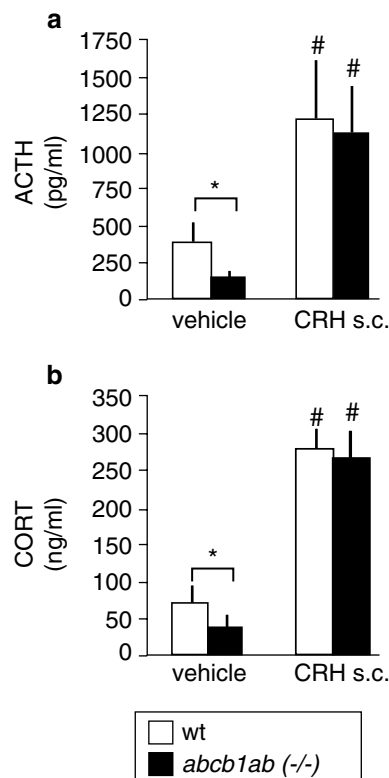 a
1750
1500
1250
1000
750
500
250
0
ACTH
(pg/ml)
*
#
#
vehicle
CRH s.c.
b
350
300
250
200
150
100
50
0
CORT
(ng/ml)
*
#
#
vehicle
CRH s.c.
wt
abcb1ab (-/-)